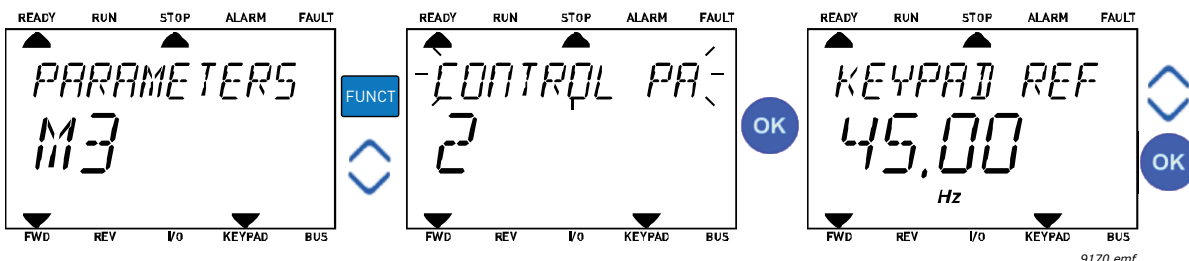 READY RUN STOP ALARM FAULT
PARAMETERS
M3
FWD REV I/O KEYPAD BUS
FUNCT
READY RUN STOP ALARM FAULT
CONTROL PA
2
FWD REV I/O KEYPAD BUS
OK
READY RUN STOP ALARM FAULT
KEYPAD REF
45.00
Hz
FWD REV I/O KEYPAD BUS
OK
9170.emf